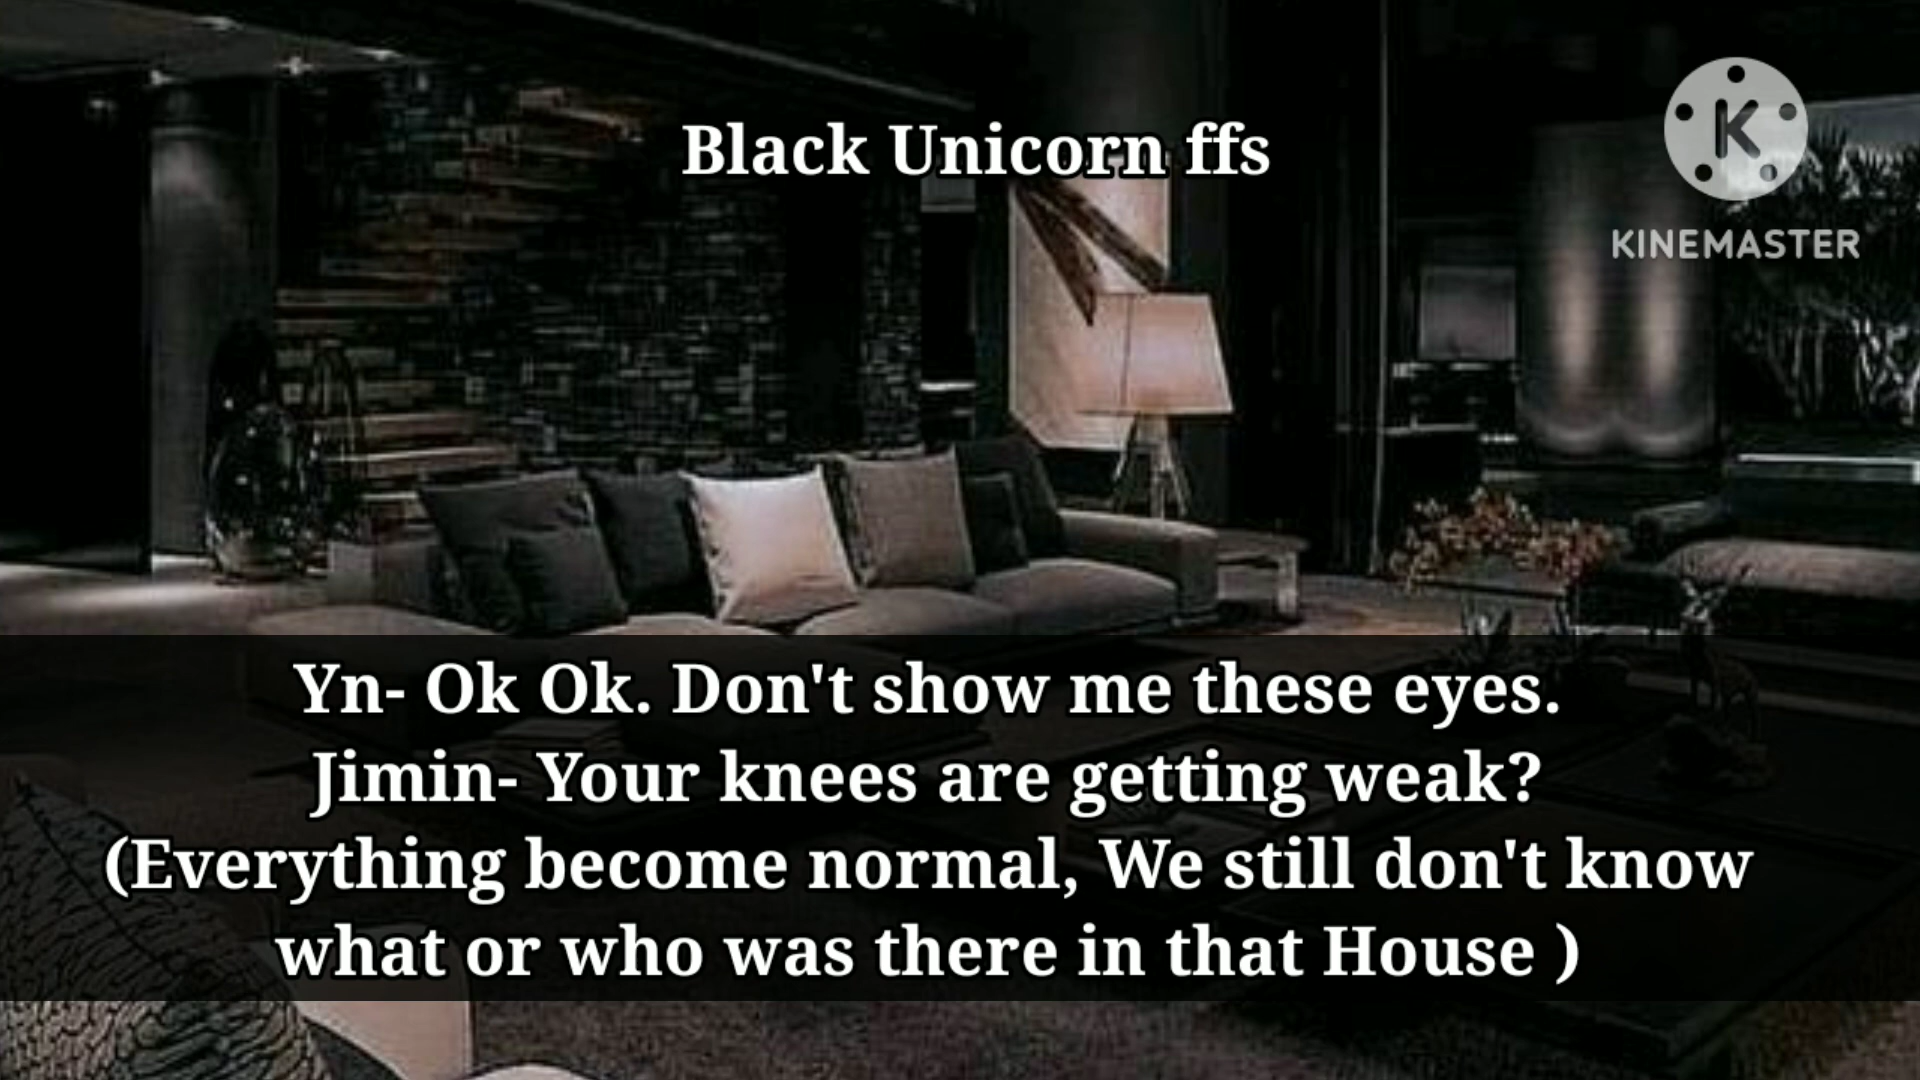 Black Unicorn ffs
K
KINEMASTER
Yn- Ok Ok. Don't show me these eyes.
Jimin- Your knees are getting weak?
(Everything become normal, We still don't know
what or who was there in that House )